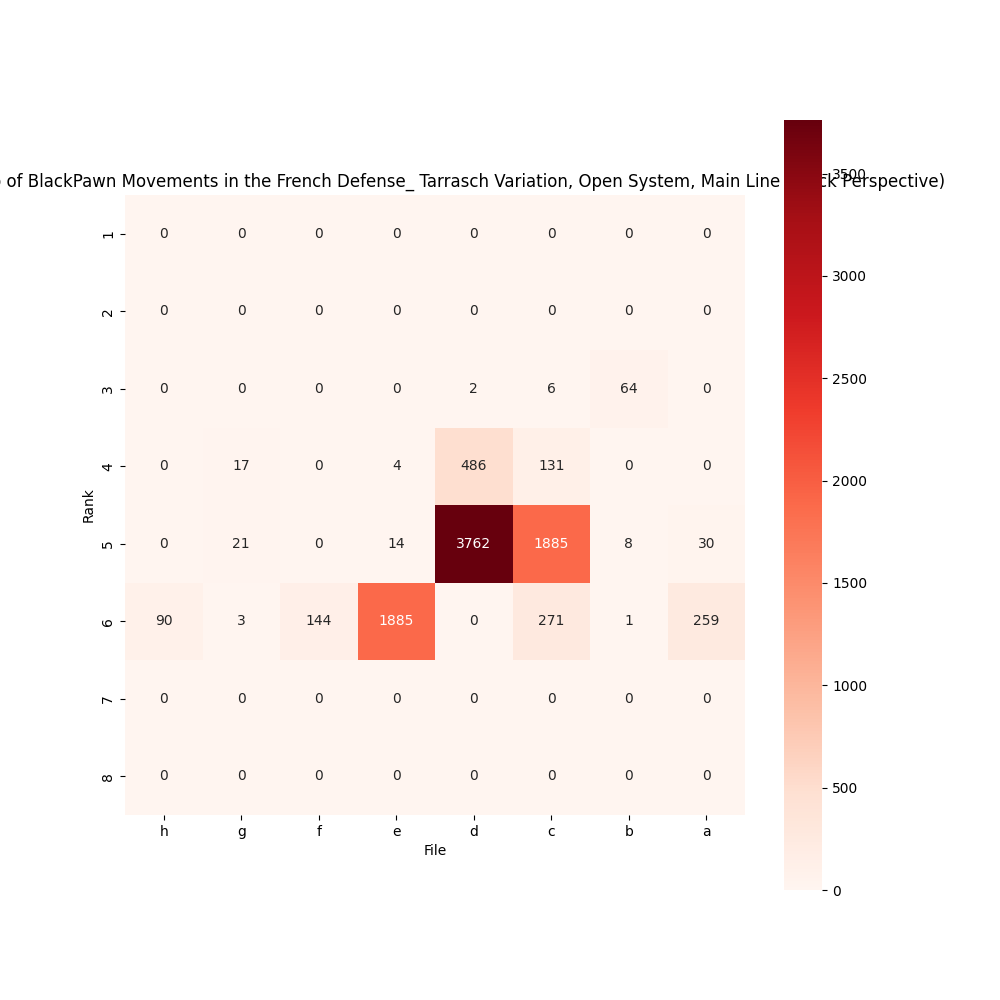 of BlackPawn Movements in the French Defense_ Tarrasch Variation, Open System, Main Line Perspective)
1 0 0 0 0 0 0 0 0
2 0 0 0 0 0 0 0 0
3 0 0 0 0 2 6 64 0
4 0 17 0 4 486 131 0 0
5 0 21 0 14 3762 1885 8 30
6 90 3 144 1885 0 271 1 259
7 0 0 0 0 0 0 0 0
8 0 0 0 0 0 0 0 0
h g f e d c b a
Rank
File
3500
3000
2500
2000
1500
1000
500
0